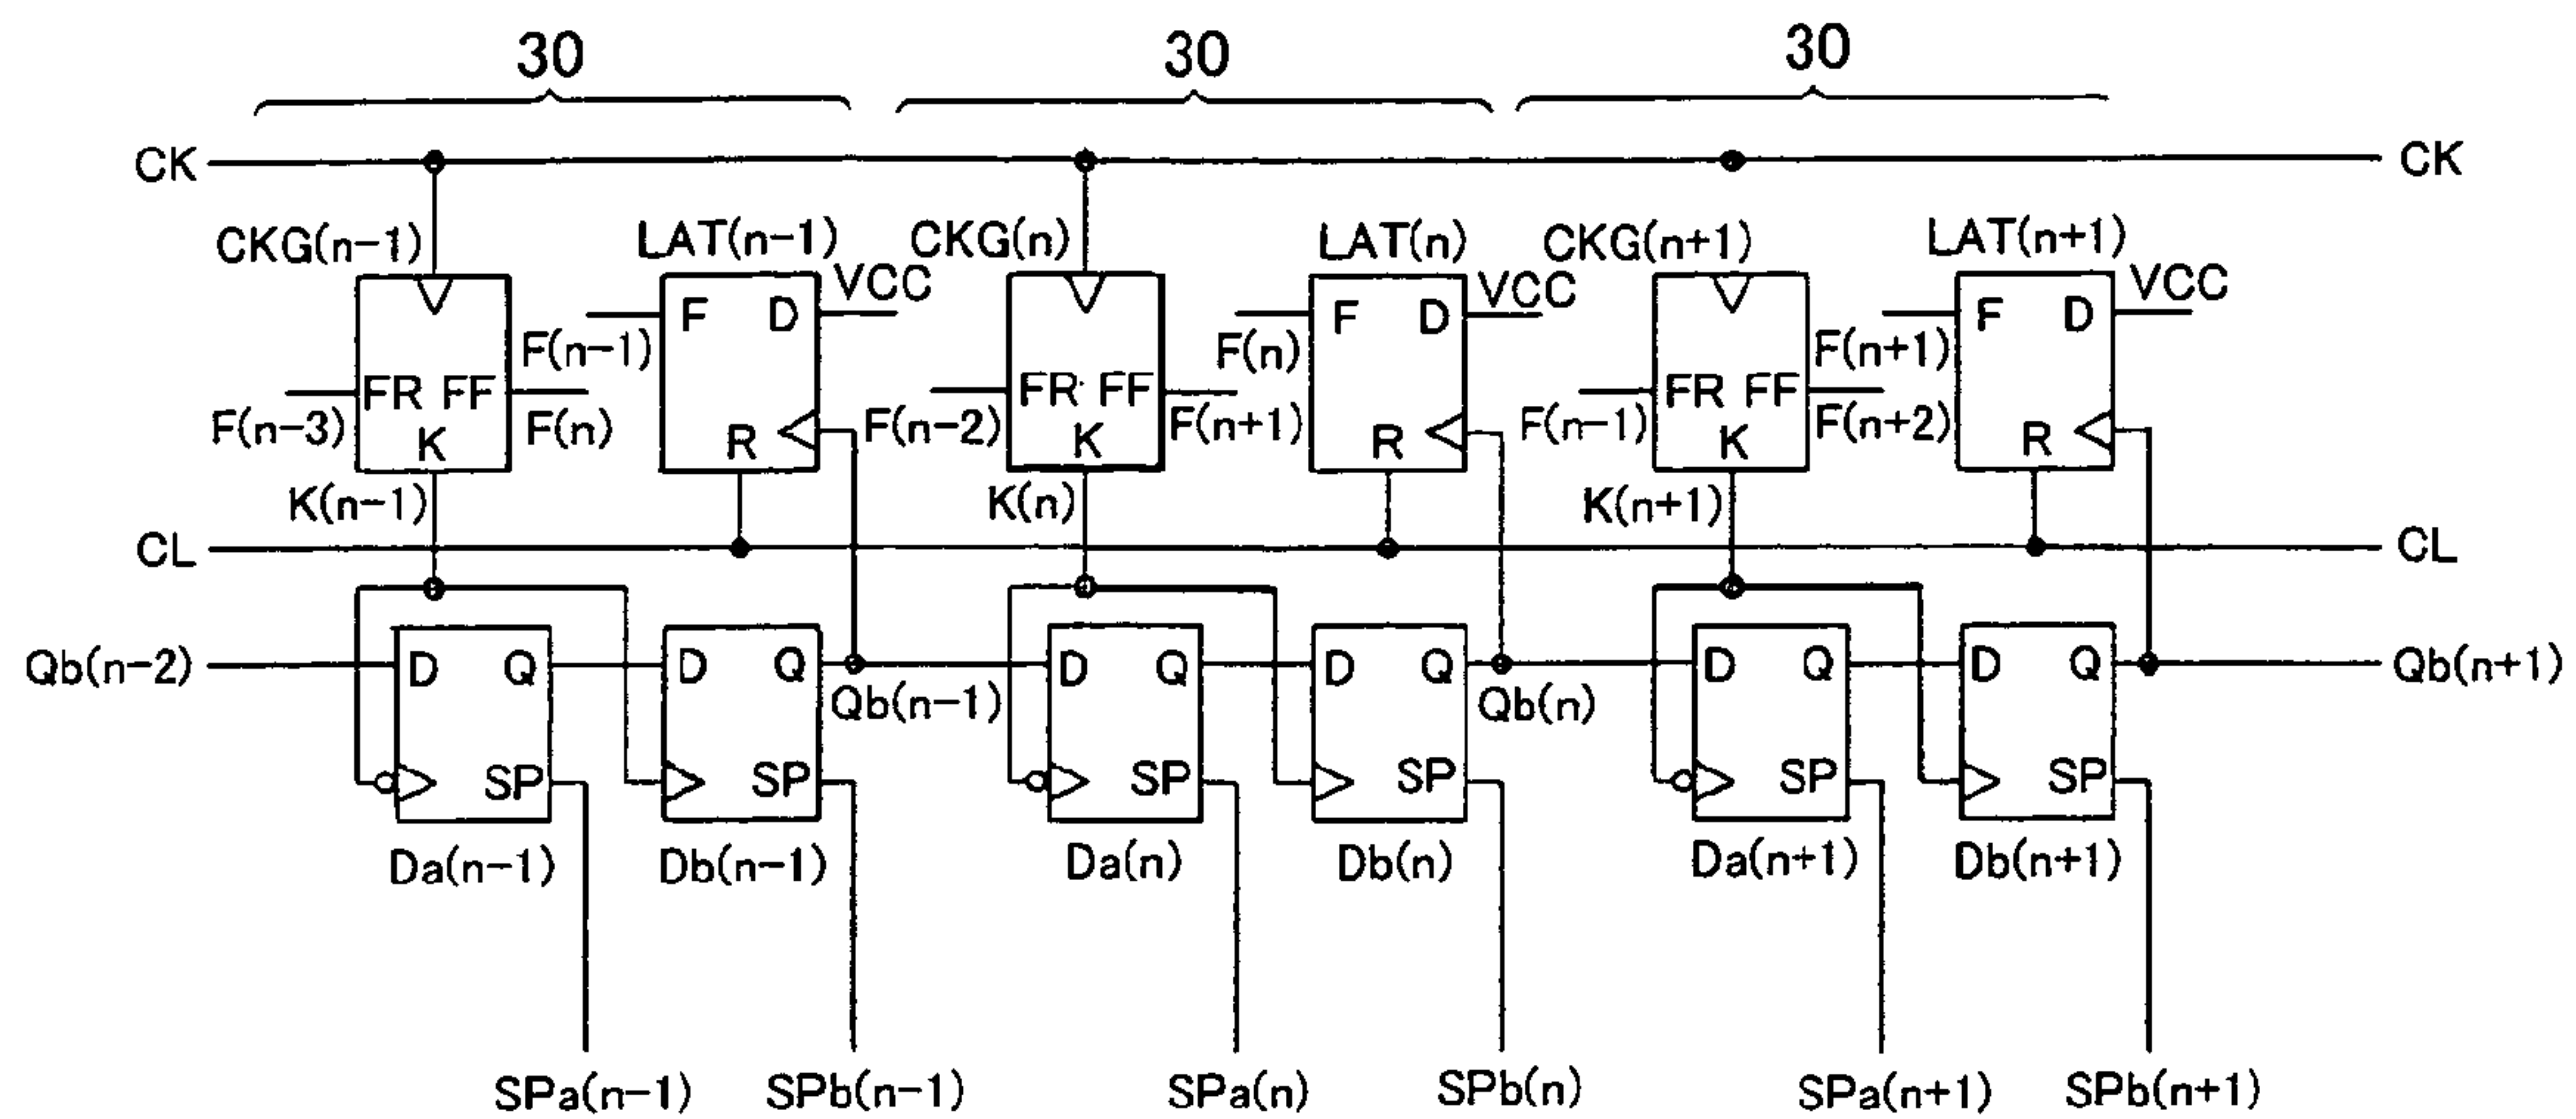 30 30 30
CK CK
CKG(n-1) LAT(n-1) CKG(n) LAT(n) CKG(n+1) LAT(n+1)
VCC VCC VCC
F D F D F D
F(n-1) F(n) F(n+1)
FR FF FR FF FR FF
F(n-3) F(n) F(n-2) F(n+1) F(n-1) F(n+2)
K R K R K R
K(n-1) K(n) K(n+1)
CL CL
Qb(n-2) D Q D Q D Q D Q D Q D Q Qb(n+1)
Qb(n-1) Qb(n)
SP SP SP SP SP SP
Da(n-1) Db(n-1) Da(n) Db(n) Da(n+1) Db(n+1)
SPa(n-1) SPb(n-1) SPa(n) SPb(n) SPa(n+1) SPb(n+1)